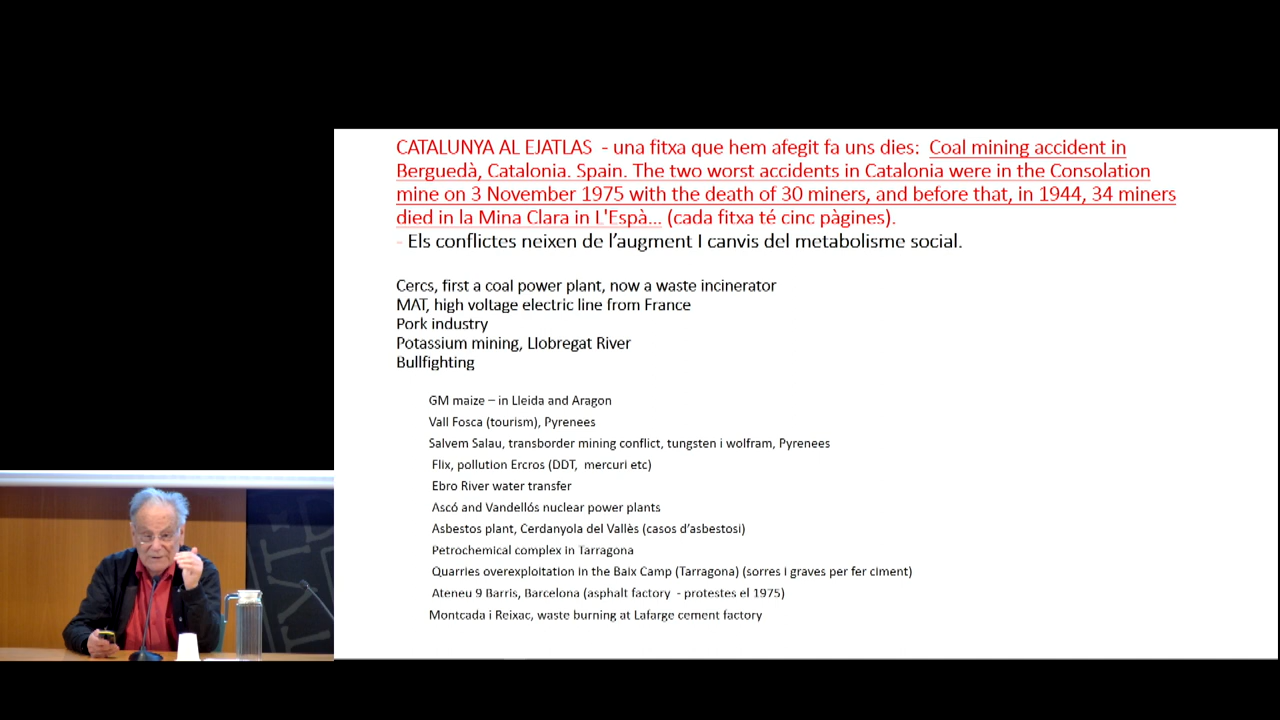 CATALUNYA AL EJATLAS - una fitxa que hem afegit fa uns dies: Coal mining accident in
Berguedà, Catalonia. Spain. The two worst accidents in Catalonia were in the Consolation
mine on 3 November 1975 with the death of 30 miners, and before that, in 1944, 34 miners
died in la Mina Clara in L'Espà... (cada fitxa té cinc pàgines).
- Els conflictes neixen de l’augment I canvis del metabolisme social.
Cercs, first a coal power plant, now a waste incinerator
MAT, high voltage electric line from France
Pork industry
Potassium mining, Llobregat River
Bullfighting
GM maize – in Lleida and Aragon
Vall Fosca (tourism), Pyrenees
Salvem Salau, transborder mining conflict, tungsten i wolfram, Pyrenees
Flix, pollution Ercros (DDT, mercuri etc)
Ebro River water transfer
Ascó and Vandellós nuclear power plants
Asbestos plant, Cerdanyola del Vallès (casos d’asbestosi)
Petrochemical complex in Tarragona
Quarries overexploitation in the Baix Camp (Tarragona) (sorres i graves per fer ciment)
Ateneu 9 Barris, Barcelona (asphalt factory - protestes el 1975)
Montcada i Reixac, waste burning at Lafarge cement factory